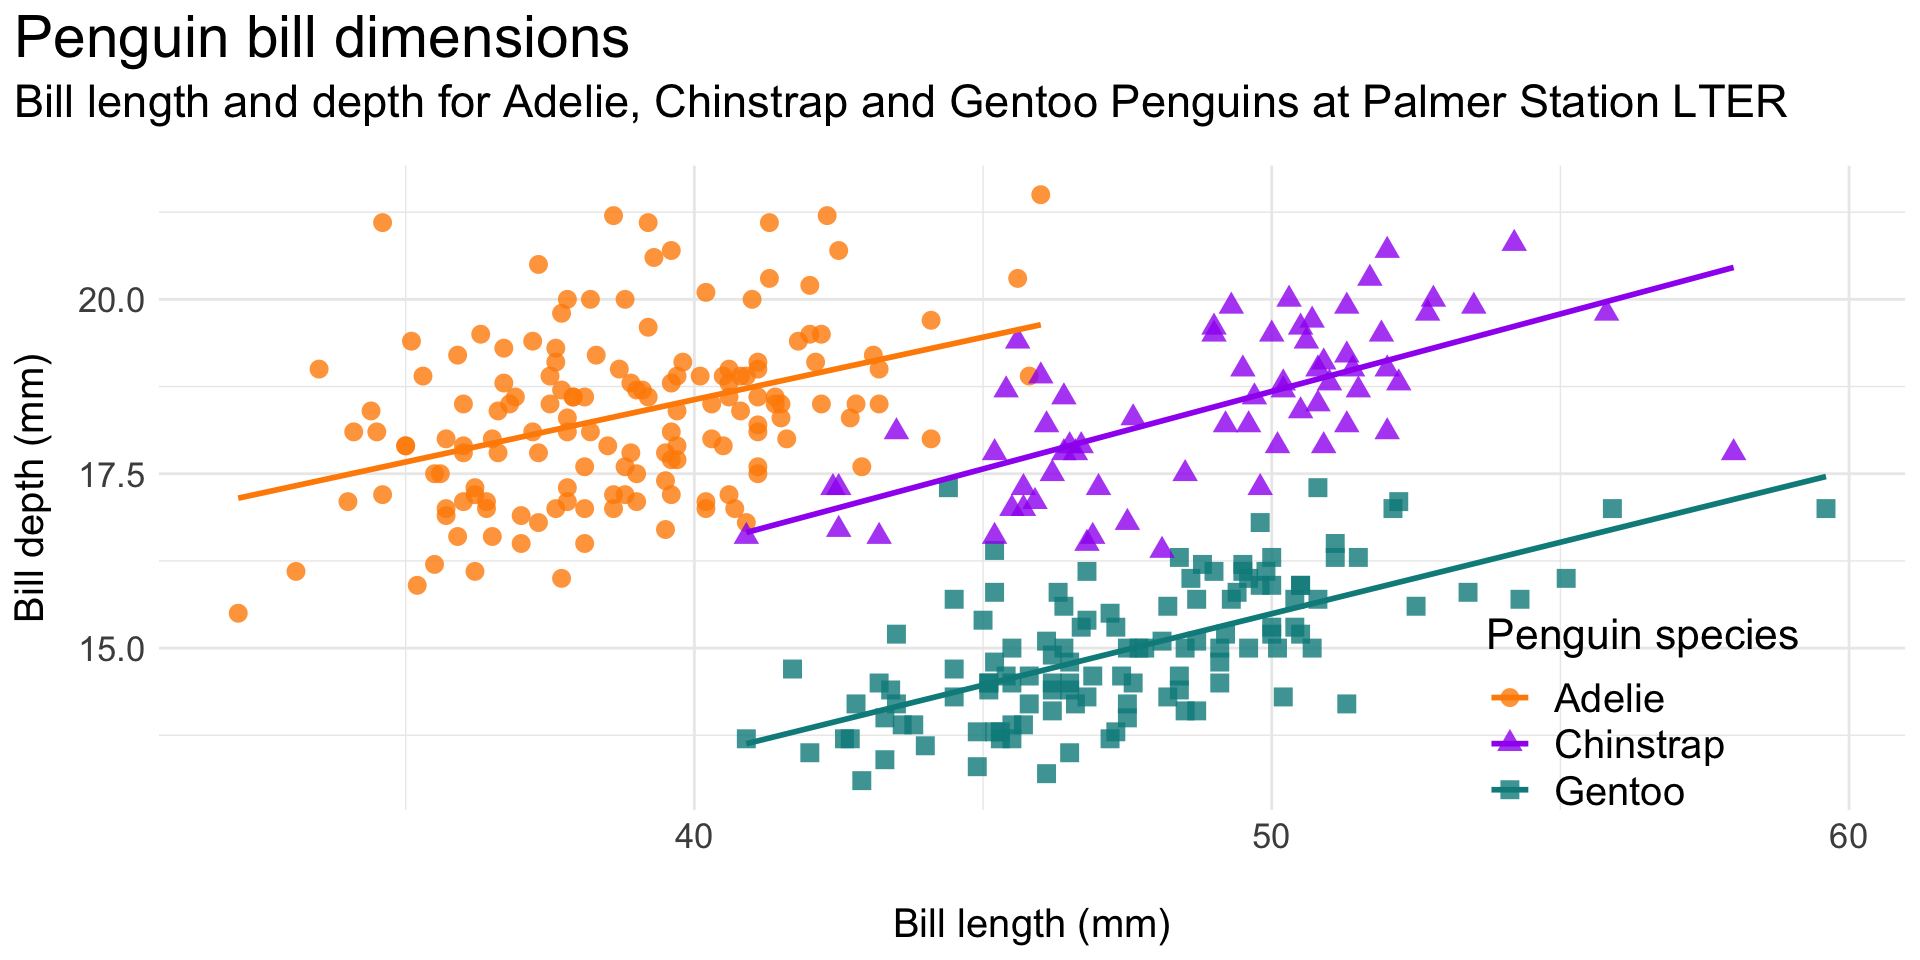 Penguin bill dimensions
Bill length and depth for Adelie, Chinstrap and Gentoo Penguins at Palmer Station LTER
Bill depth (mm)
20.0
17.5
15.0
Penguin species
Adelie
Chinstrap
Gentoo
40 50 60
Bill length (mm)